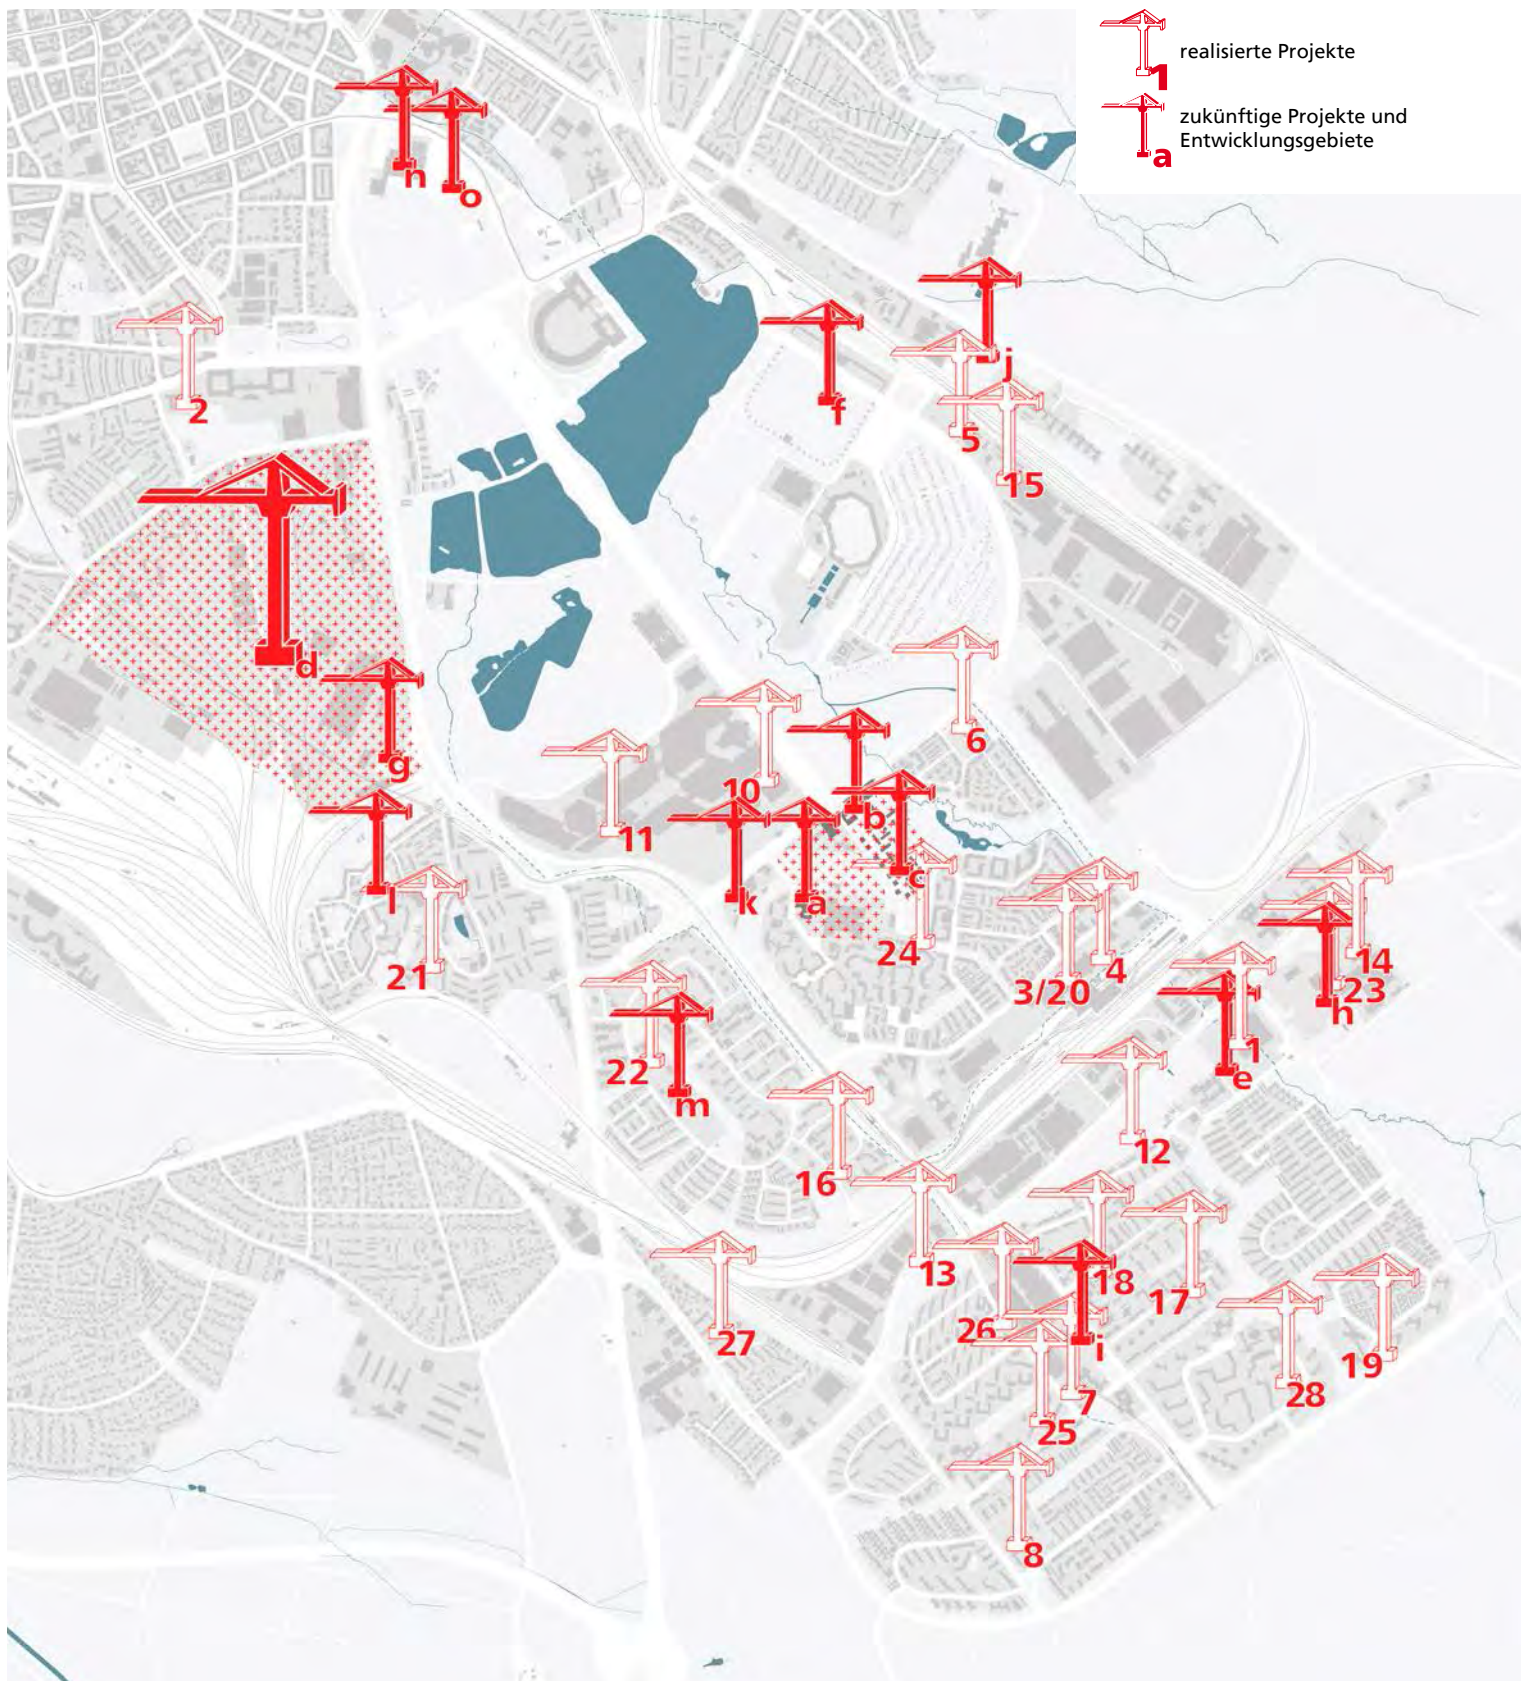 realisierte Projekte
1
zukünftige Projekte und
Entwicklungsgebiete
a
n
o
2
j
f
5
15
d
g
6
10
b
11
c
l
k
a
24
21
3/20
4
14
23
h
1
e
22
m
12
16
13
18
17
26
27
i
19
28
7
25
8